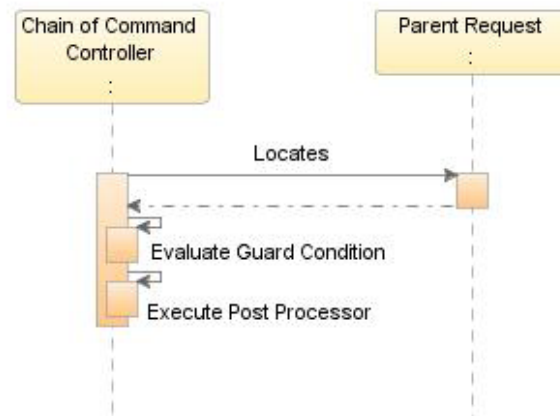 Chain of Command
Controller
:
Parent Request
:
Locates
Evaluate Guard Condition
Execute Post Processor